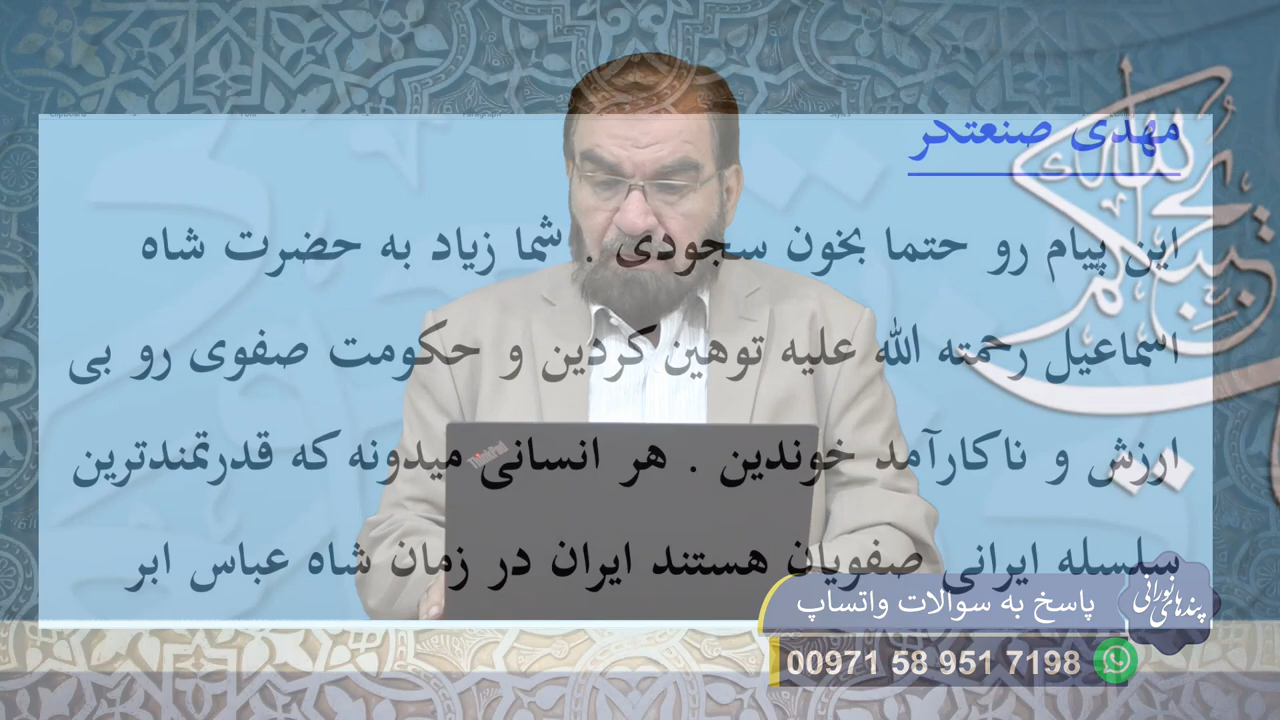 مهدی صنعتکر
این پیام رو حتما بخون سجودی . شما زیاد به حضرت شاه
اسماعیل رحمته الله علیه توهین کردین و حکومت صفوی رو بی
ارزش و ناکارآمد خوندین . هر انسانی میدونه که قدرتمندترین
سلسله ایرانی صفویان هستند ایران در زمان شاه عباس ابر
ThinkPad
پندهای نورانی
پاسخ به سوالات واتساپ
00971 58 951 7198